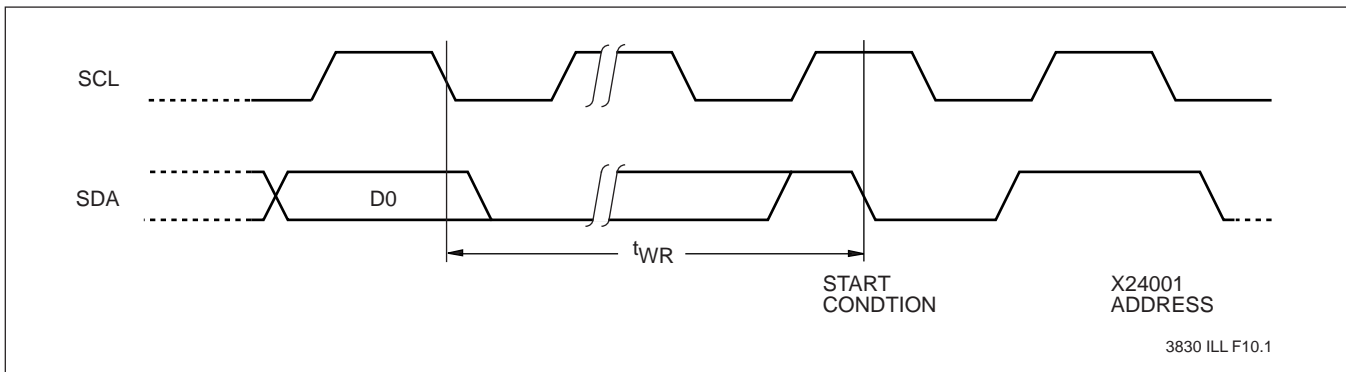 SCL
SDA
D0
tWR
START
CONDTION
X24001
ADDRESS
3830 ILL F10.1